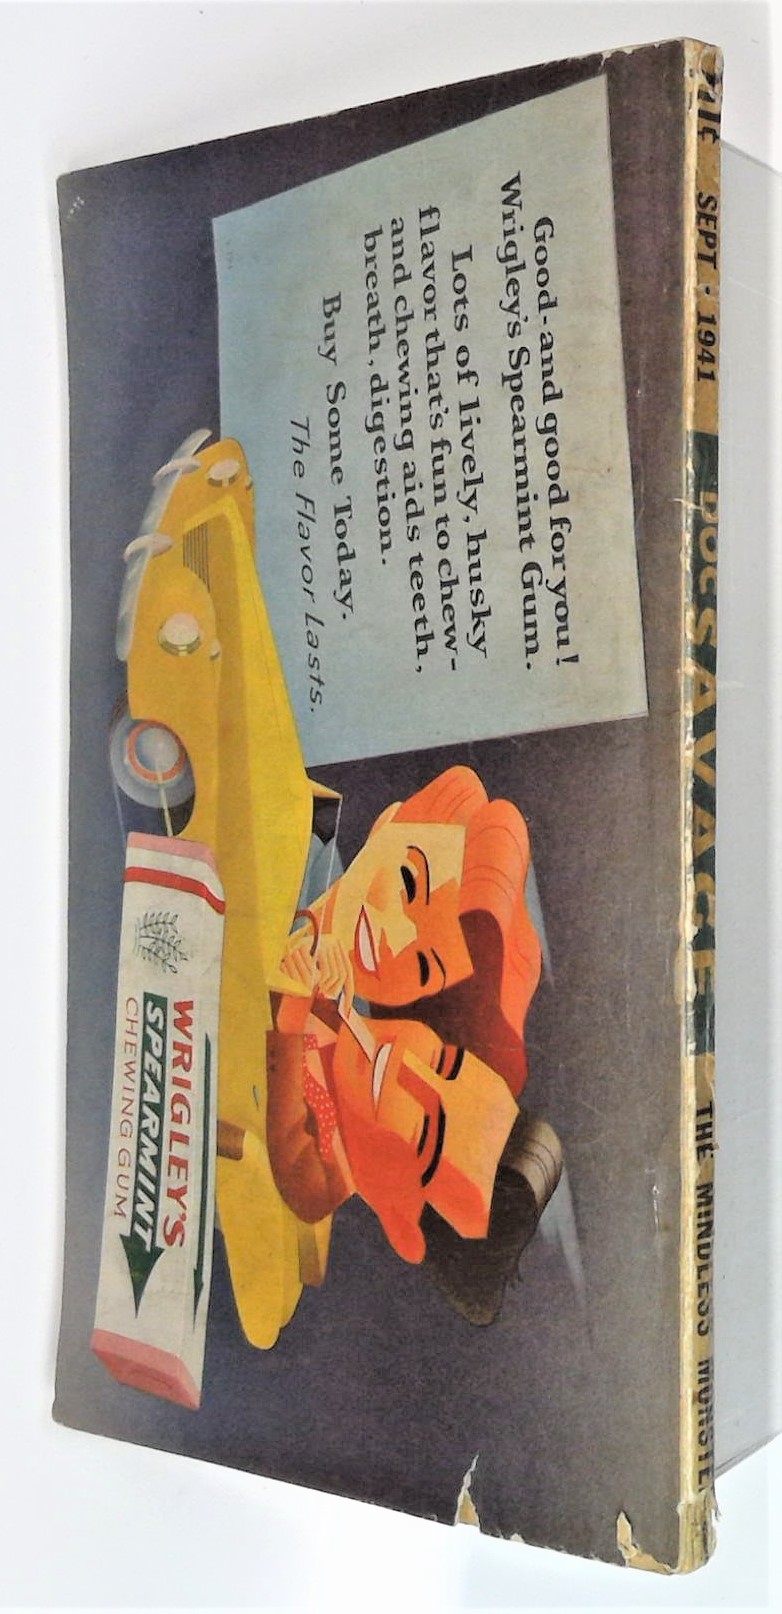 Good-and good for you!
Wrigley's Spearmint Gum.
Lots of lively, husky
flavor that's fun to chew-
and chewing aids teeth,
breath, digestion.
Buy Some Today.
The Flavor Lasts.
WRIGLEY'S
SPEARMINT
CHEWING GUM
SEPT · 1941 DOC SAVAGE THE MINDLESS MONSTE